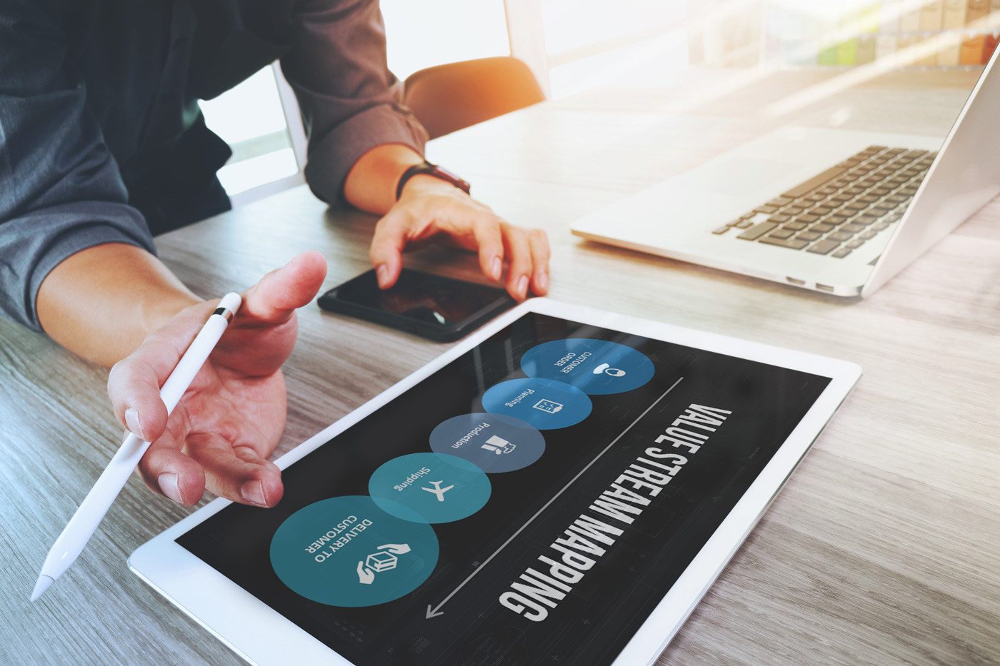 VALUE STREAM MAPPING
CUSTOMER
ORDER
Planning
Production
Shipping
DELIVERY TO
CUSTOMER